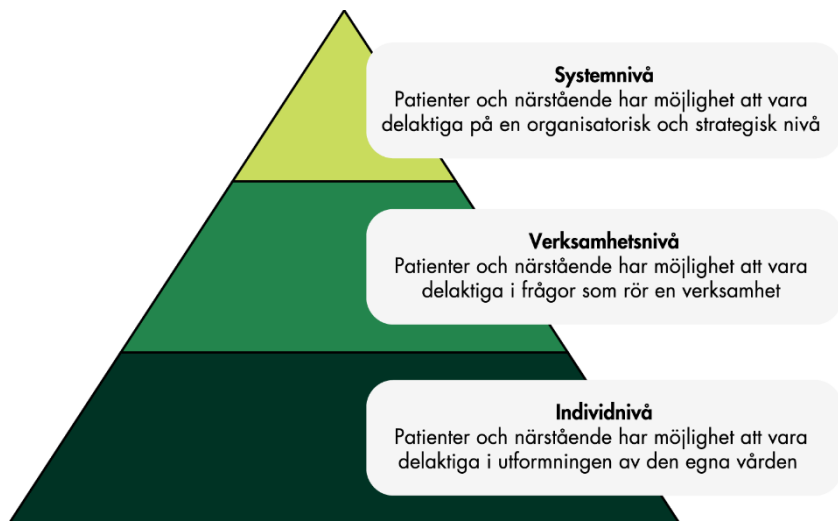 Systemnivå
Patienter och närstående har möjlighet att vara
delaktiga på en organisatorisk och strategisk nivå
Verksamhetsnivå
Patienter och närstående har möjlighet att vara
delaktiga i frågor som rör en verksamhet
Individnivå
Patienter och närstående har möjlighet att vara
delaktiga i utformningen av den egna vården